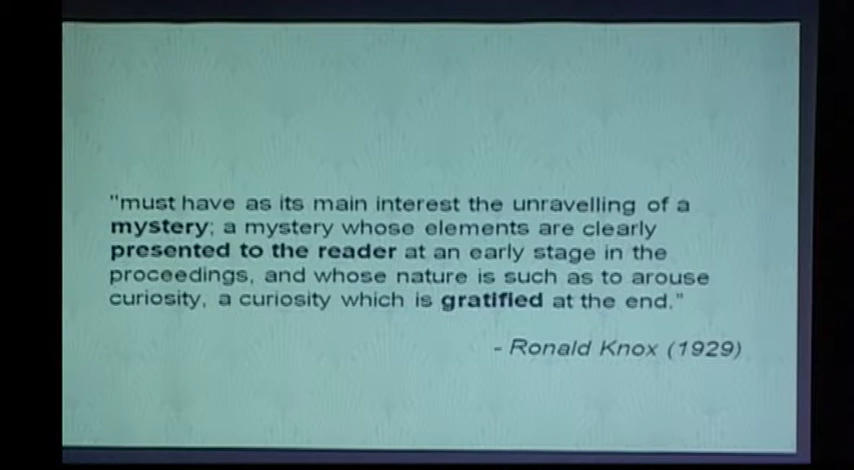 "must have as its main interest the unravelling of a
mystery; a mystery whose elements are clearly
presented to the reader at an early stage in the
proceedings, and whose nature is such as to arouse
curiosity, a curiosity which is gratified at the end."
- Ronald Knox (1929)